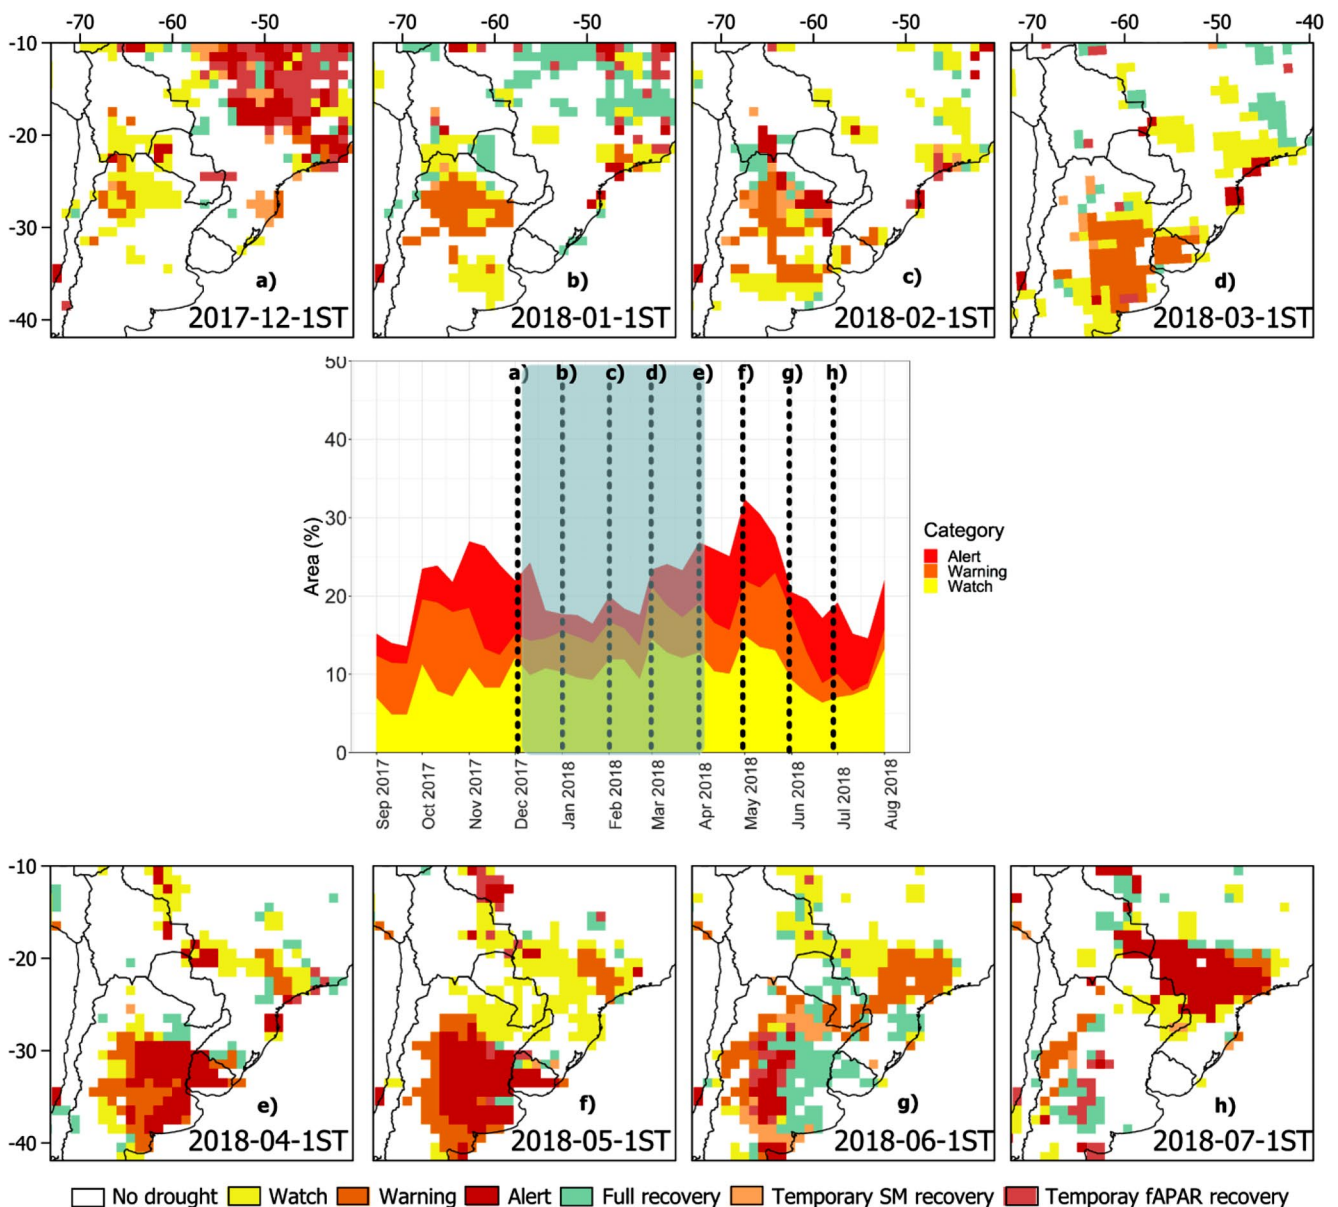 -70 -60 -50 -70 -60 -50 -70 -60 -50 -70 -60 -50 -40
-10
-20
-30
-40
a)
2017-12-1ST
b)
2018-01-1ST
c)
2018-02-1ST
d)
2018-03-1ST
a) b) c) d) e) f) g) h)
50
40
30
20
10
0
Area (%)
Sep 2017
Oct 2017
Nov 2017
Dec 2017
Jan 2018
Feb 2018
Mar 2018
Apr 2018
May 2018
Jun 2018
Jul 2018
Aug 2018
Category
Alert
Warning
Watch
-10
-20
-30
-40
e)
2018-04-1ST
f)
2018-05-1ST
g)
2018-06-1ST
h)
2018-07-1ST
No drought Watch Warning Alert Full recovery Temporary SM recovery Temporay fAPAR recovery